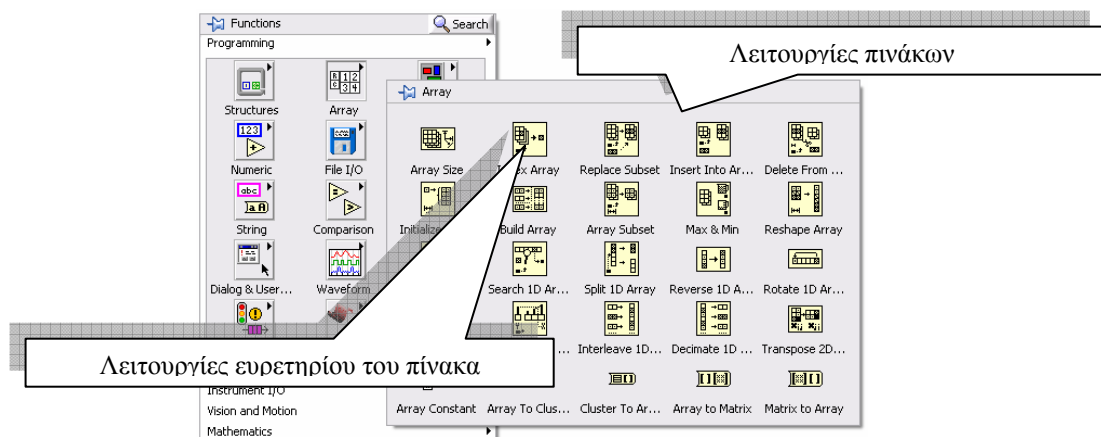 Functions Search
Programming
Λειτουργίες πινάκων
Array
Structures Array
Array Size Index Array Replace Subset Insert Into Ar... Delete From ...
Numeric File I/O
String Comparison
Build Array Array Subset Max & Min Reshape Array
Dialog & User... Waveform
Search 1D Ar... Split 1D Array Reverse 1D A... Rotate 1D Ar...
Interleave 1D... Decimate 1D ... Transpose 2D...
Λειτουργίες ευρετηρίου του πίνακα
Instrument I/O
Vision and Motion
Mathematics
Array Constant Array To Clus... Cluster To Ar... Array to Matrix Matrix to Array